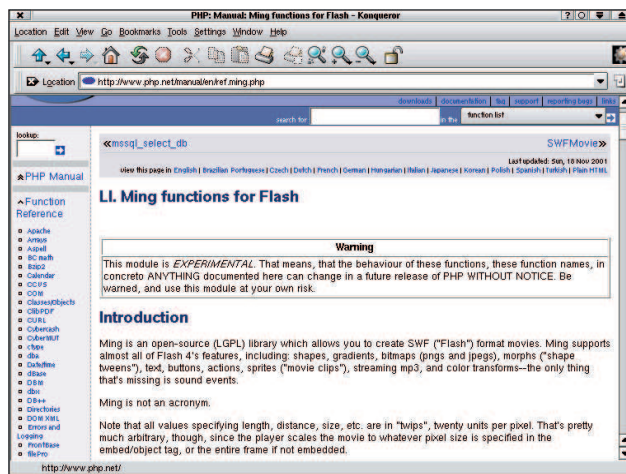 PHP: Manual: Ming functions for Flash - Konqueror
Location Edit View Go Bookmarks Tools Settings Window Help
Location http://www.php.net/manual/en/ref.ming.php
downloads | documentation | faq | support | reporting bugs | links
search for in the function list
lookup:
PHP Manual
Function Reference
Apache
Arrays
Aspell
BC math
Bzip2
Calendar
CCVS
COM
Classes/Objects
ClibPDF
CURL
Cybercash
CyberMUT
ctype
dba
Date/time
dBase
DBM
dbx
DB++
Directories
DOM XML
Errors and
Logging
FrontBase
filePro
«mssql_select_db SWFMovie»
Last updated: Sun, 18 Nov 2001
view this page in English | Brazilian Portuguese | Czech | Dutch | French | German | Hungarian | Italian | Japanese | Korean | Polish | Spanish | Turkish | Plain HTML
LI. Ming functions for Flash
Warning
This module is EXPERIMENTAL. That means, that the behaviour of these functions, these function names, in
concreto ANYTHING documented here can change in a future release of PHP WITHOUT NOTICE. Be
warned, and use this module at your own risk.
Introduction
Ming is an open-source (LGPL) library which allows you to create SWF ("Flash") format movies. Ming supports
almost all of Flash 4's features, including: shapes, gradients, bitmaps (pngs and jpegs), morphs ("shape
tweens"), text, buttons, actions, sprites ("movie clips"), streaming mp3, and color transforms--the only thing
that's missing is sound events.
Ming is not an acronym.
Note that all values specifying length, distance, size, etc. are in "twips", twenty units per pixel. That's pretty
much arbitrary, though, since the player scales the movie to whatever pixel size is specified in the
embed/object tag, or the entire frame if not embedded.
http://www.php.net/